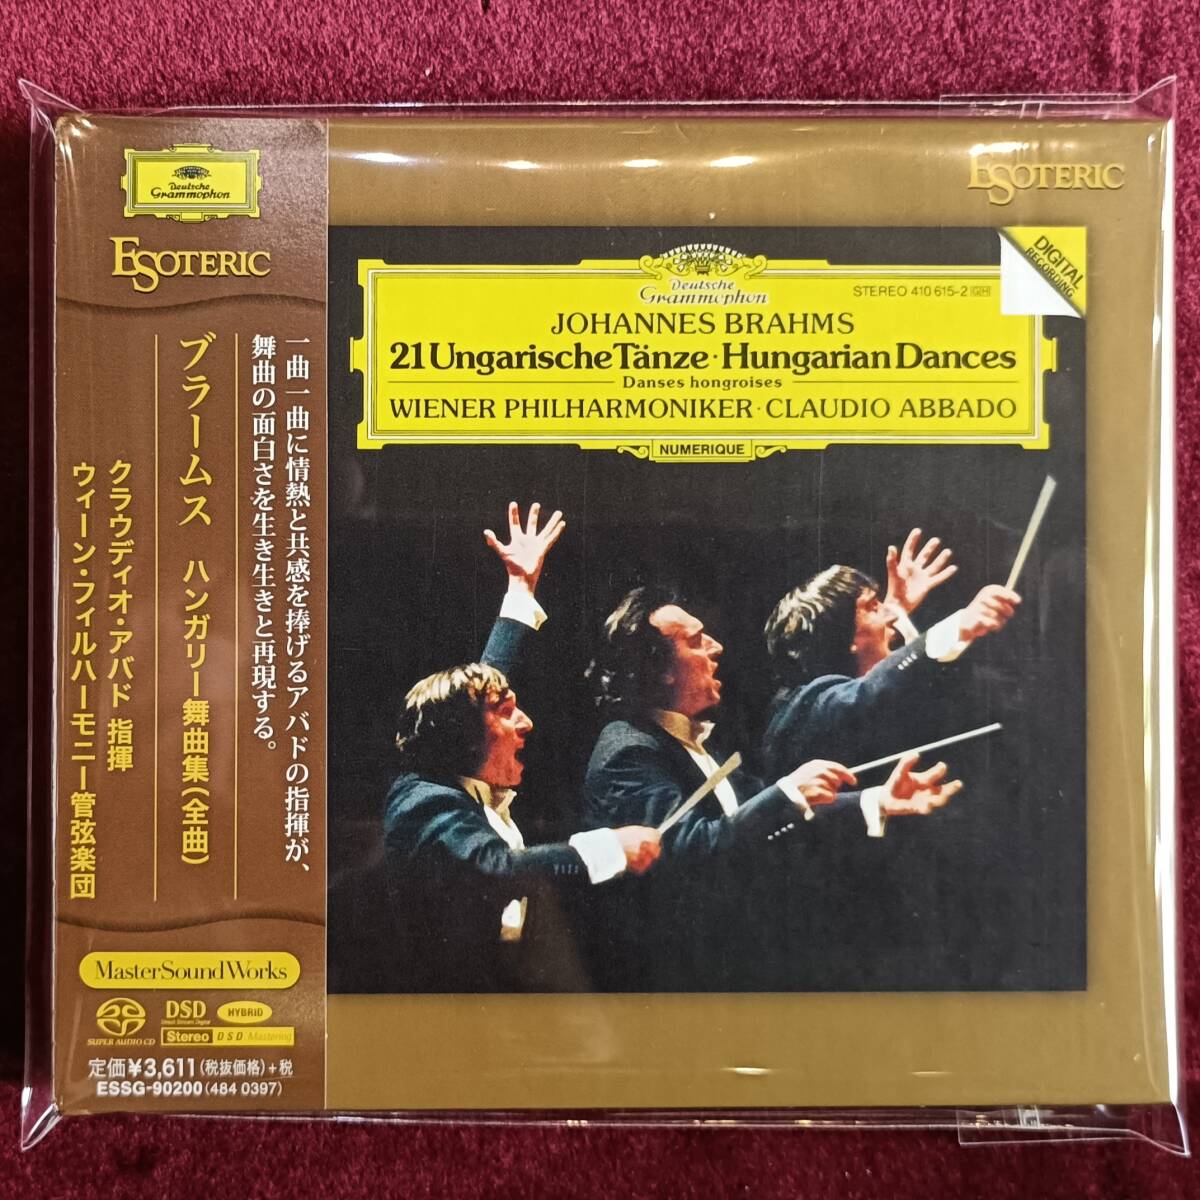 Deutsche
Grammophon
ESOTERIC
一曲一曲に情熱と共感を捧げるアバドの指揮が、
舞曲の面白さを生き生きと再現する。
ブラームス ハンガリー舞曲集(全曲)
クラウディオ・アバド 指揮
ウィーン・フィルハーモニー管弦楽団
MasterSoundWorks
SUPER AUDIO CD
DSD
Direct Stream Digital
HYBRID
Stereo DSD Mastering
定価¥3,611(税抜価格)+税
ESSG-90200(484 0397)
ESOTERIC
DIGITAL
RECORDING
Deutsche
Grammophon
STEREO 410 615-2 GH
JOHANNES BRAHMS
21 Ungarische Tänze · Hungarian Dances
Danses hongroises
WIENER PHILHARMONIKER · CLAUDIO ABBADO
NUMERIQUE